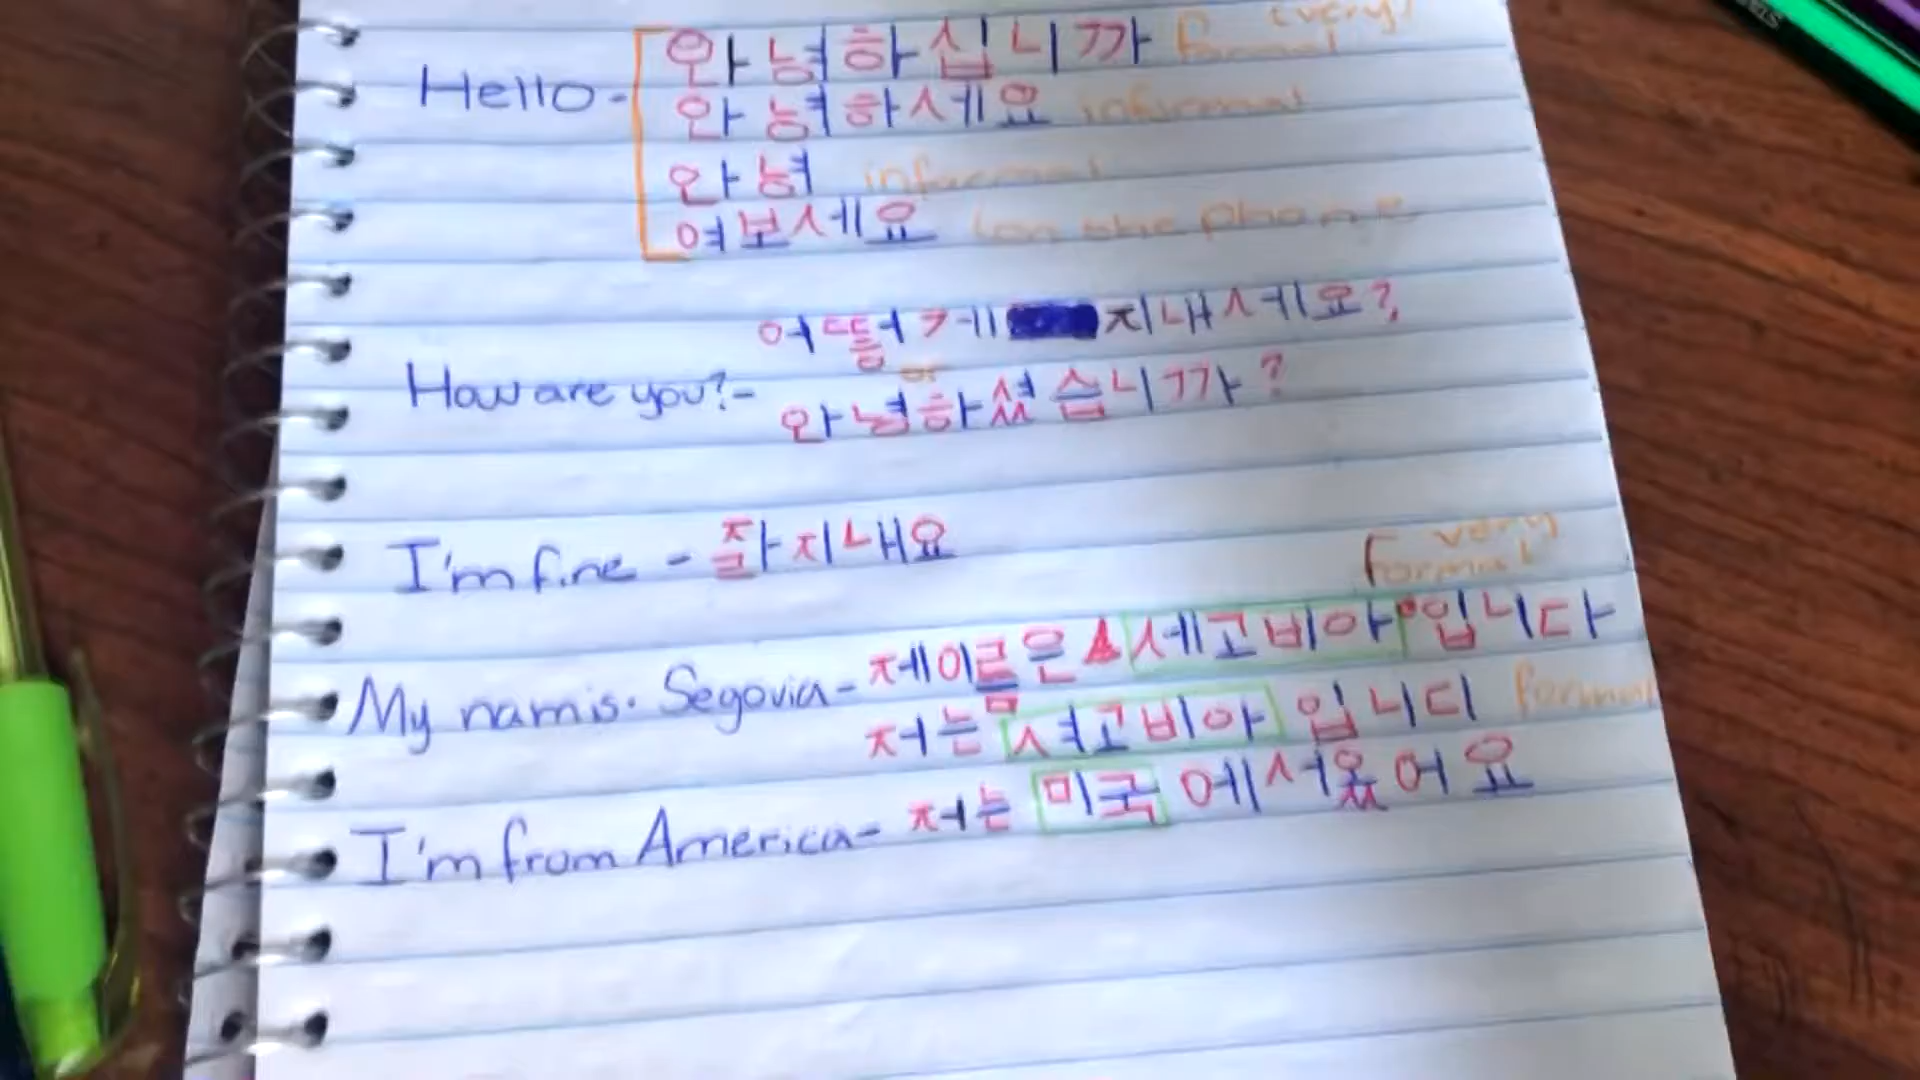 안녕하십니까 (very) formal
Hello - 안녕하세요 informal
안녕 informal
여보세요 (on the phone
어떻게 지내세요?
or
How are you? - 안녕하셨습니까?
I'm fine - 잘 지내요
very formal
My nam is. Segovia - 제 이름은 세고비아 입니다
저는 셔고비아 입니디 formal
I'm from America - 저는 미국에서 왔어요